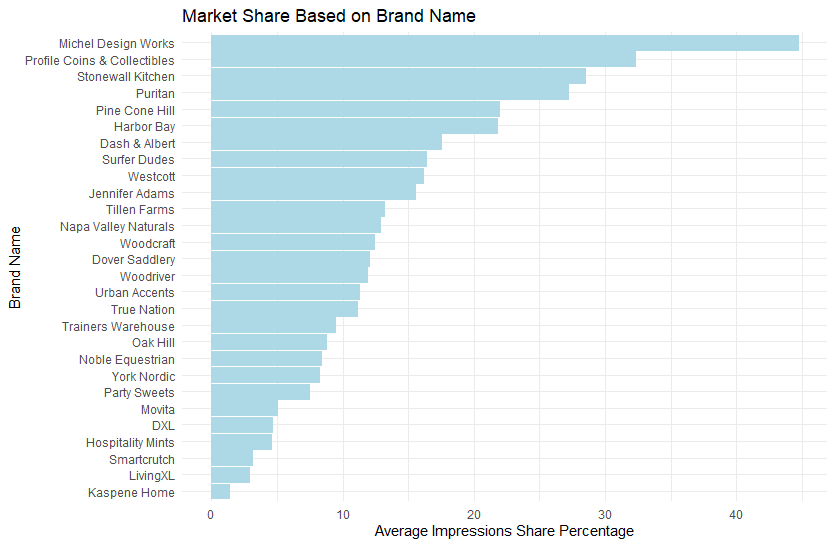 Market Share Based on Brand Name
Michel Design Works
Profile Coins & Collectibles
Stonewall Kitchen
Puritan
Pine Cone Hill
Harbor Bay
Dash & Albert
Surfer Dudes
Westcott
Jennifer Adams
Tillen Farms
Napa Valley Naturals
Woodcraft
Dover Saddlery
Woodriver
Urban Accents
True Nation
Trainers Warehouse
Oak Hill
Noble Equestrian
York Nordic
Party Sweets
Movita
DXL
Hospitality Mints
Smartcrutch
LivingXL
Kaspene Home
Brand Name
0 10 20 30 40
Average Impressions Share Percentage